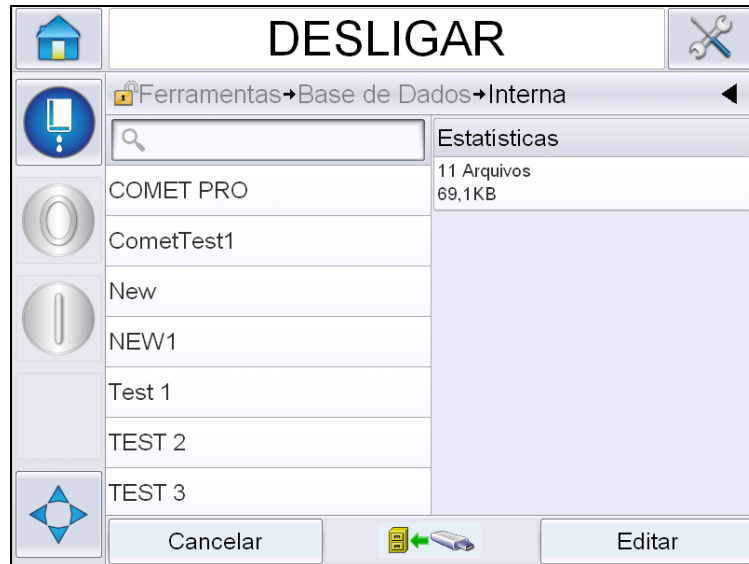 DESLIGAR
Ferramentas→Base de Dados→Interna
Estatísticas
11 Arquivos
69,1KB
COMET PRO
CometTest1
New
NEW1
Test 1
TEST 2
TEST 3
Cancelar
Editar